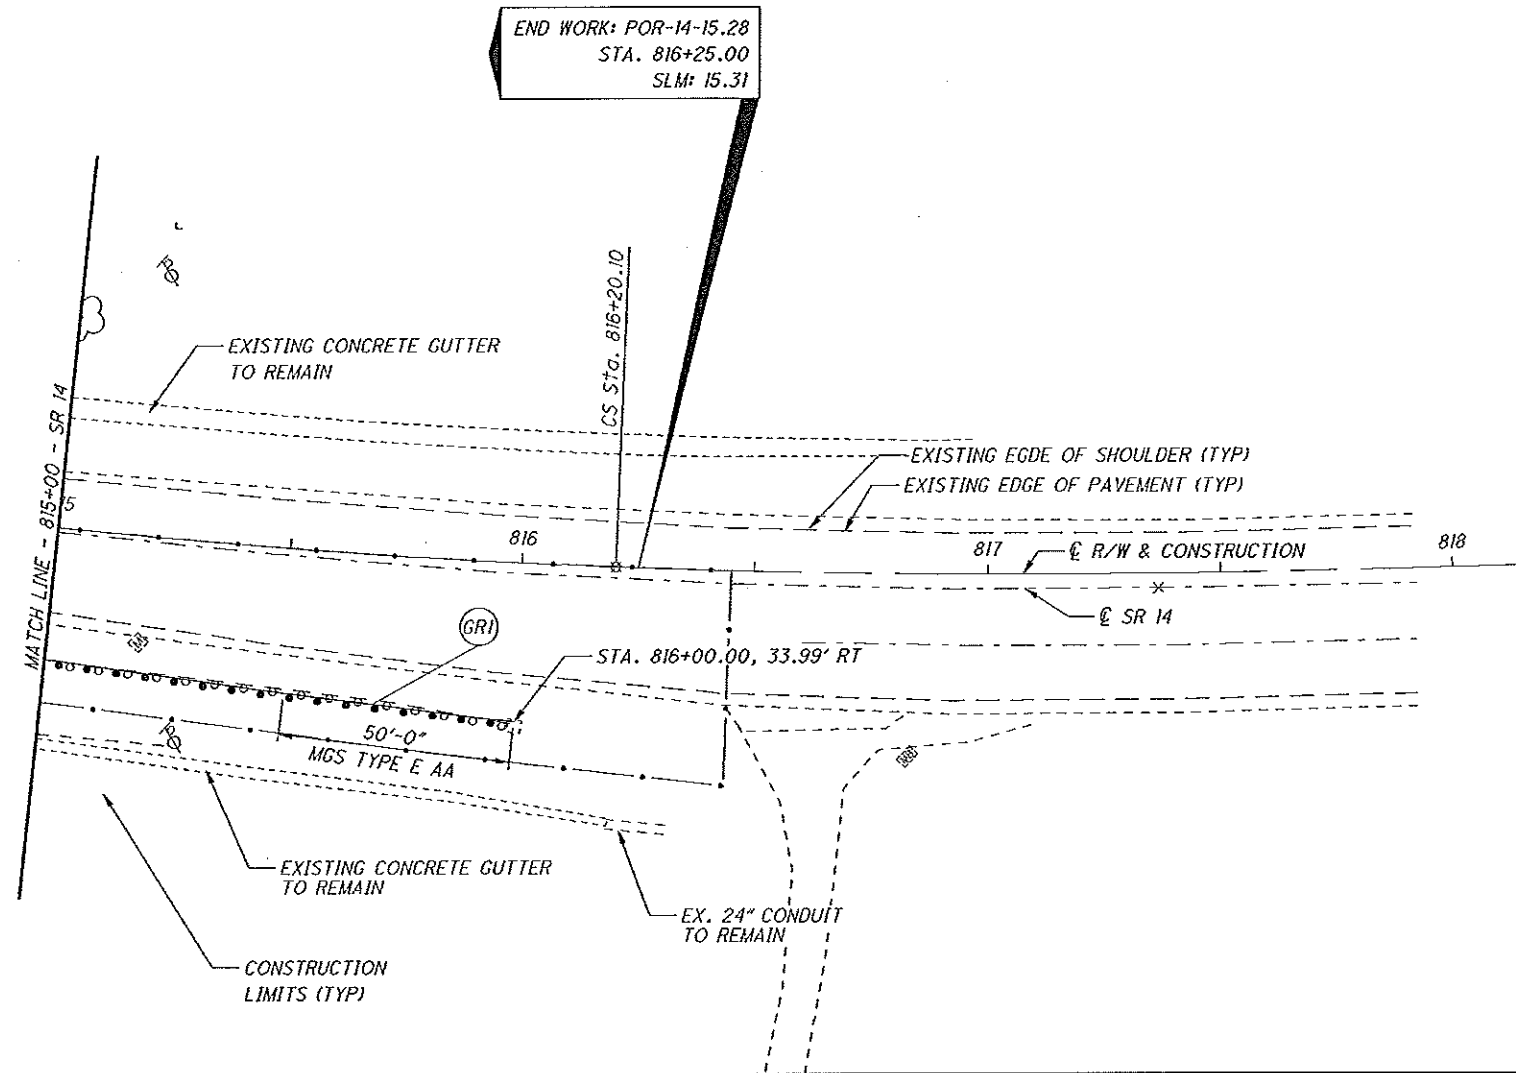 END WORK: POR-14-15.28
STA. 816+25.00
SLM: 15.31
CS Sta. 816+20.10
EXISTING CONCRETE GUTTER
TO REMAIN
MATCH LINE - 815+00 - SR 14
EXISTING EGDE OF SHOULDER (TYP)
EXISTING EDGE OF PAVEMENT (TYP)
15
816
817
℄ R/W & CONSTRUCTION
818
℄ SR 14
GR1
STA. 816+00.00, 33.99' RT
50'-0"
MGS TYPE E AA
EXISTING CONCRETE GUTTER
TO REMAIN
EX. 24" CONDUIT
TO REMAIN
CONSTRUCTION
LIMITS (TYP)